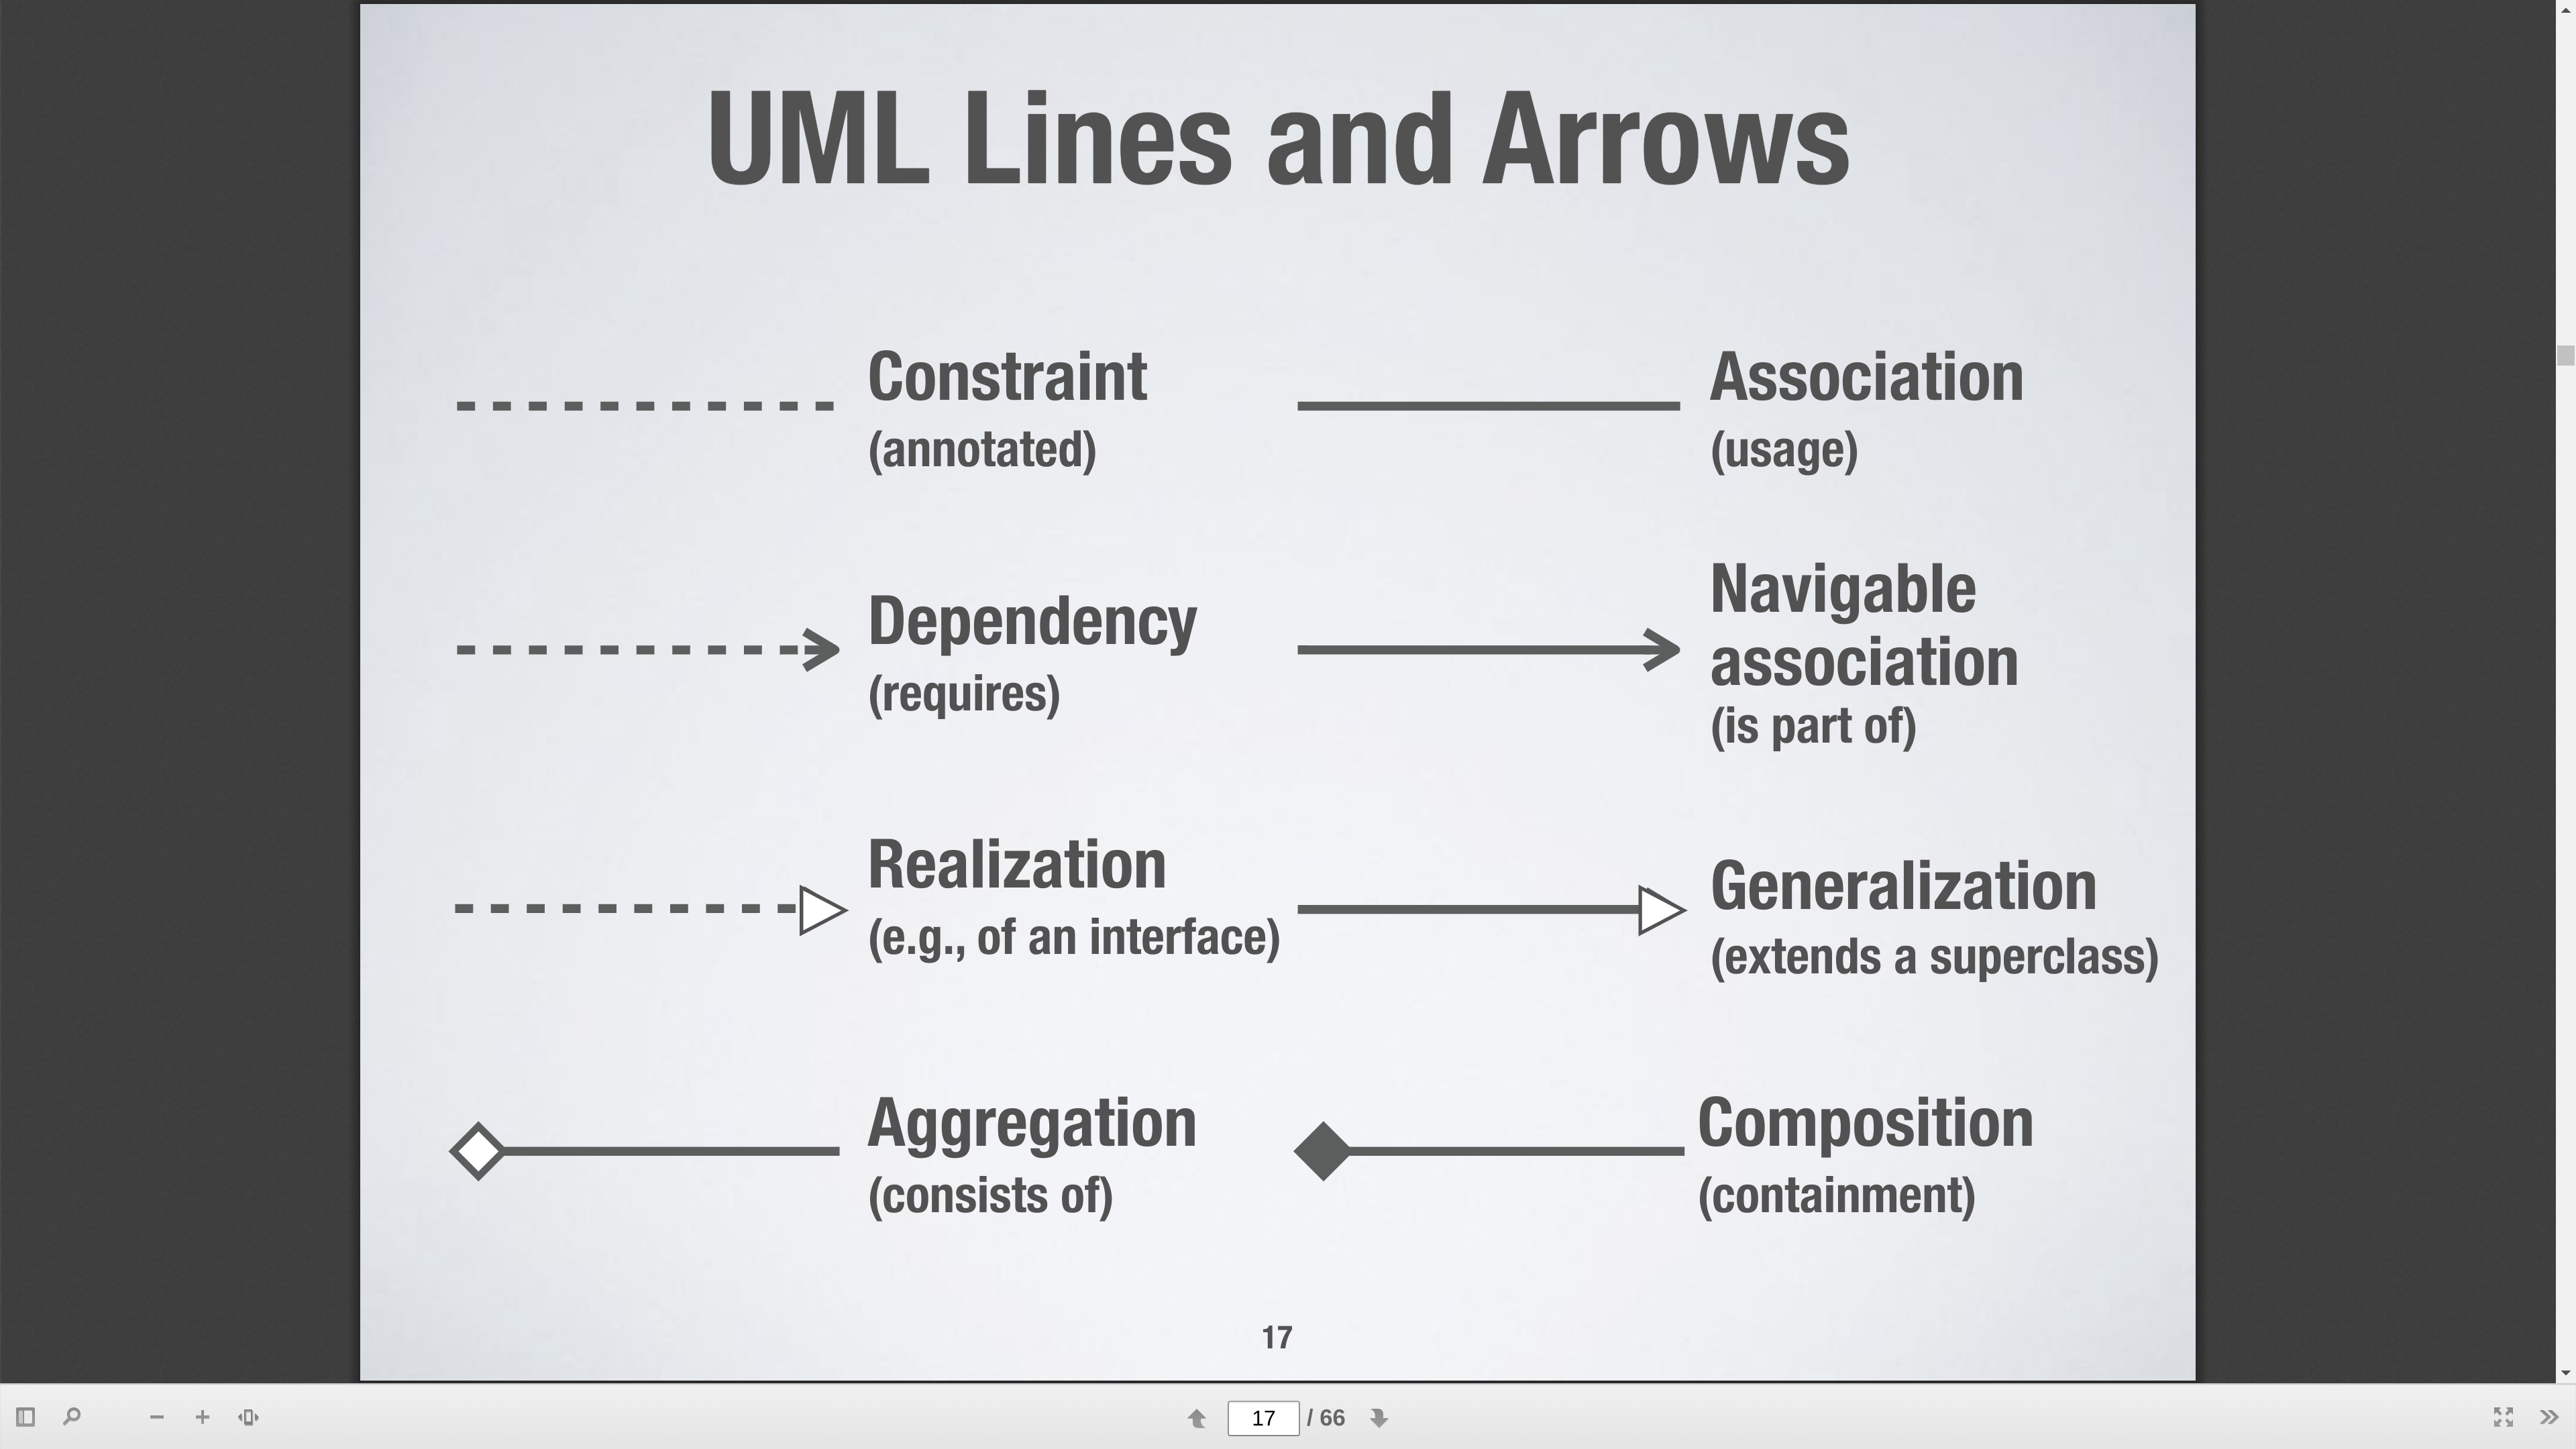 UML Lines and Arrows
Constraint
(annotated)
Association
(usage)
Dependency
(requires)
Navigable
association
(is part of)
Realization
(e.g., of an interface)
Generalization
(extends a superclass)
Aggregation
(consists of)
Composition
(containment)
17
17 / 66